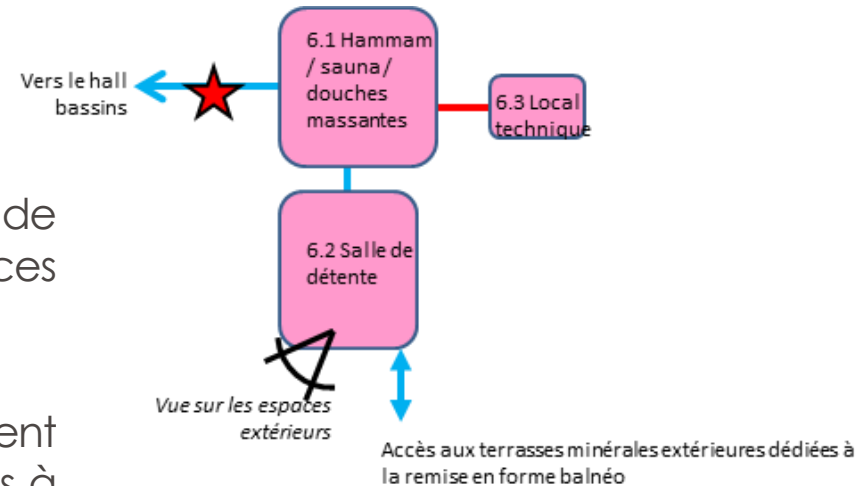 6.1 Hammam
/ sauna/
douches
massantes
Vers le hall
bassins
6.3 Local
technique
de
ces
6.2 Salle de
détente
Vue sur les espaces
extérieurs
ent
s à
Accès aux terrasses minérales extérieures dédiées à
la remise en forme balnéo